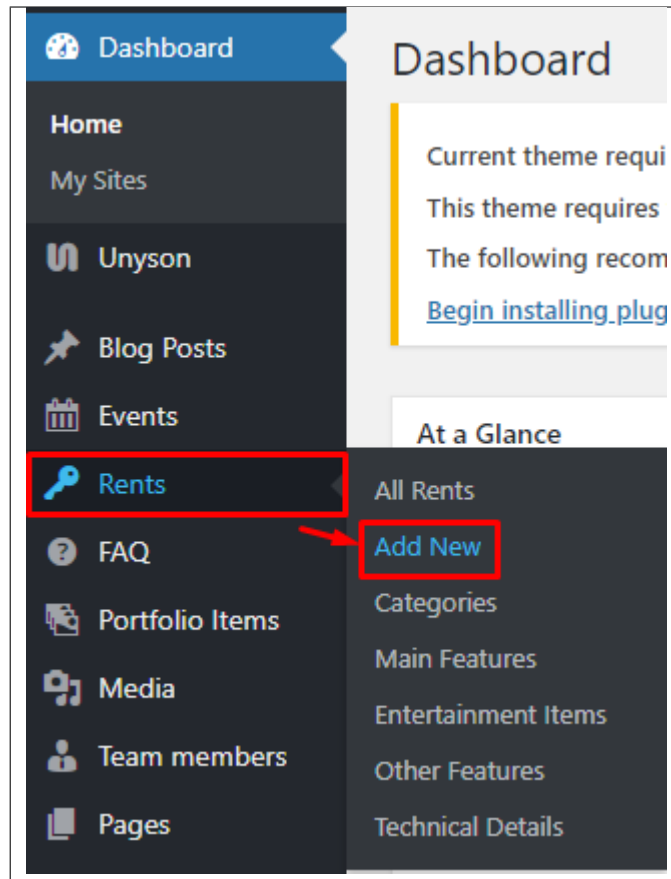 Dashboard
Home
My Sites
Unyson
Blog Posts
Events
Rents
FAQ
Portfolio Items
Media
Team members
Pages
Dashboard
Current theme requi
This theme requires
The following recom
Begin installing plug
At a Glance
All Rents
Add New
Categories
Main Features
Entertainment Items
Other Features
Technical Details